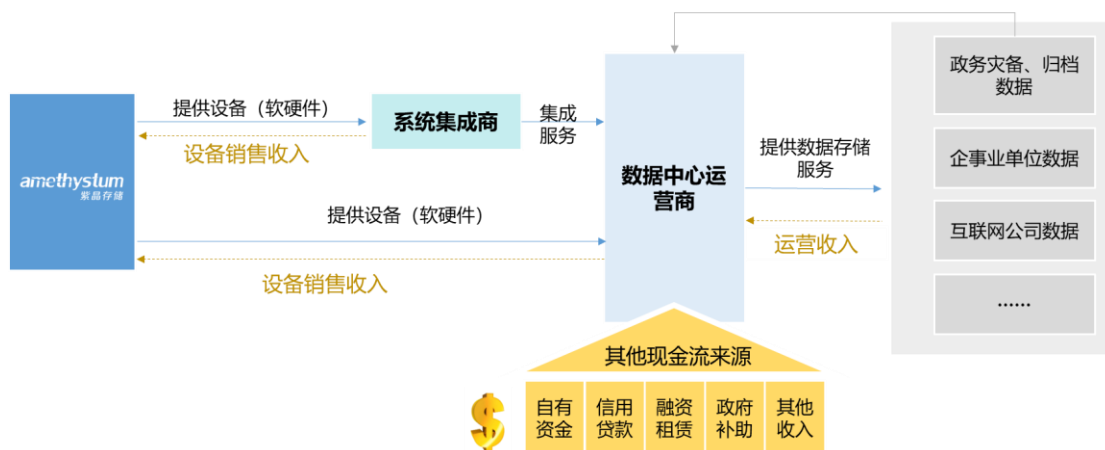 amethystum
紫晶存储
提供设备（软硬件）
设备销售收入
系统集成商
集成
服务
提供设备（软硬件）
设备销售收入
数据中心运
营商
提供数据存储
服务
运营收入
政务灾备、归档
数据
企事业单位数据
互联网公司数据
······
其他现金流来源
自有
资金
信用
贷款
融资
租赁
政府
补助
其他
收入